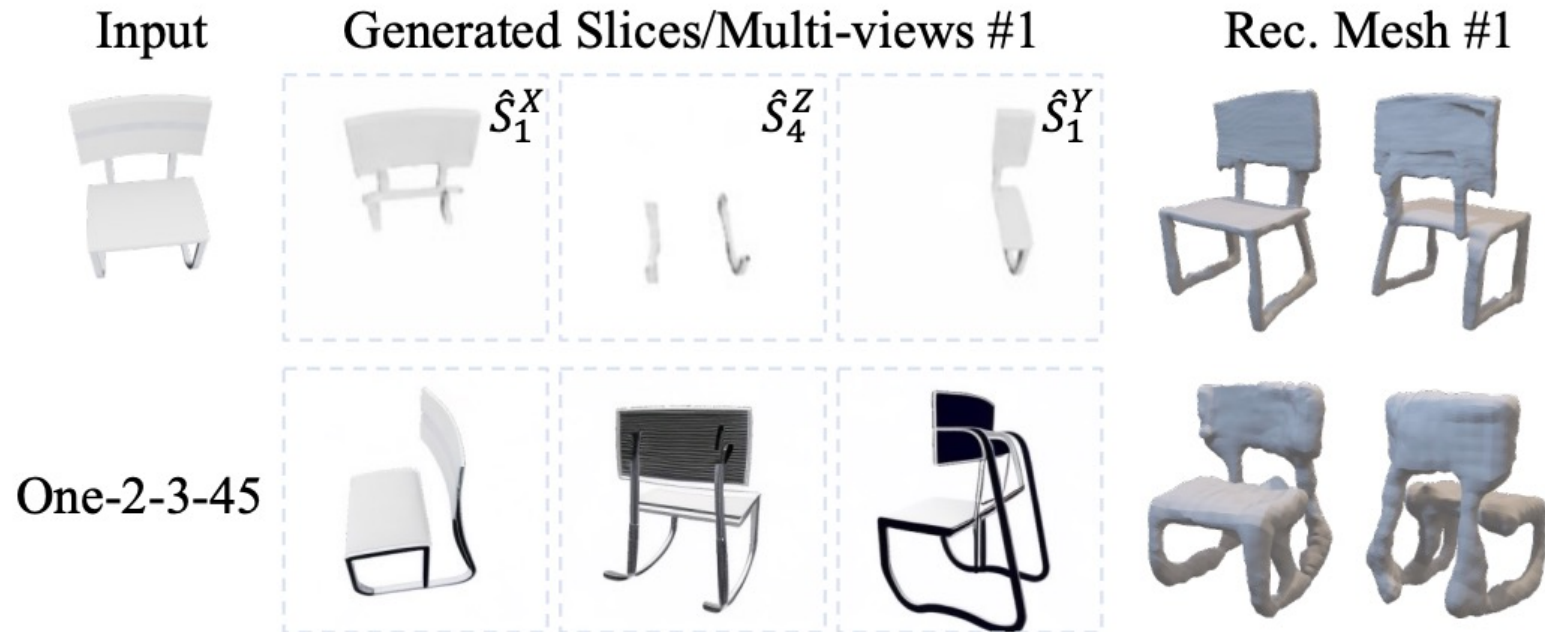 Input Generated Slices/Multi-views #1 Rec. Mesh #1
Ŝ₁ˣ Ŝ₄ᶻ Ŝ₁ʸ
One-2-3-45